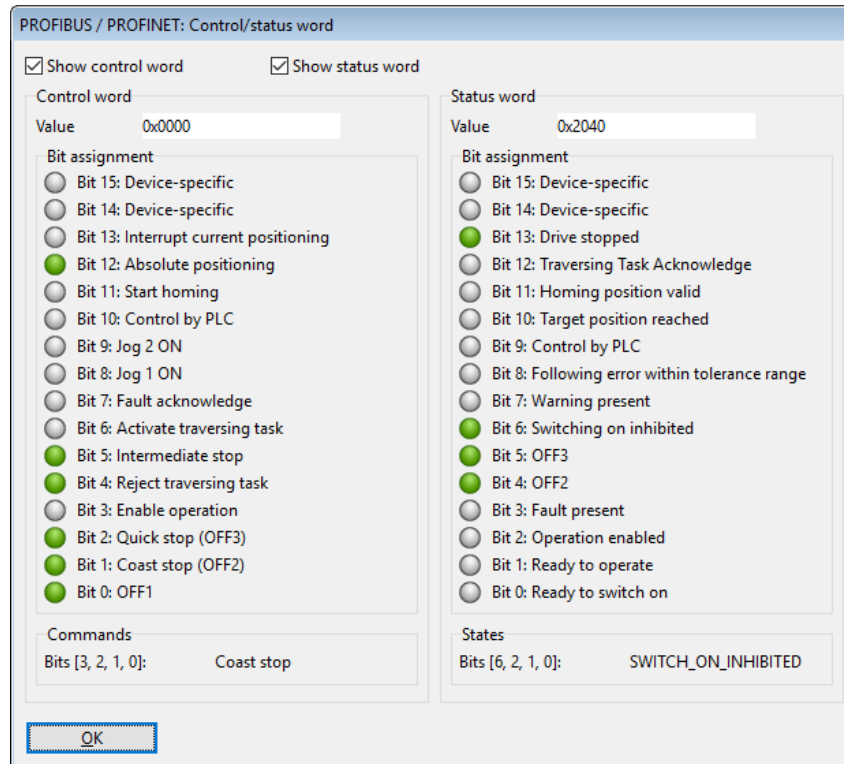 PROFIBUS / PROFINET: Control/status word
Show control word
Show status word
Control word
Value 0x0000
Bit assignment
Bit 15: Device-specific
Bit 14: Device-specific
Bit 13: Interrupt current positioning
Bit 12: Absolute positioning
Bit 11: Start homing
Bit 10: Control by PLC
Bit 9: Jog 2 ON
Bit 8: Jog 1 ON
Bit 7: Fault acknowledge
Bit 6: Activate traversing task
Bit 5: Intermediate stop
Bit 4: Reject traversing task
Bit 3: Enable operation
Bit 2: Quick stop (OFF3)
Bit 1: Coast stop (OFF2)
Bit 0: OFF1
Commands
Bits [3, 2, 1, 0]: Coast stop
Status word
Value 0x2040
Bit assignment
Bit 15: Device-specific
Bit 14: Device-specific
Bit 13: Drive stopped
Bit 12: Traversing Task Acknowledge
Bit 11: Homing position valid
Bit 10: Target position reached
Bit 9: Control by PLC
Bit 8: Following error within tolerance range
Bit 7: Warning present
Bit 6: Switching on inhibited
Bit 5: OFF3
Bit 4: OFF2
Bit 3: Fault present
Bit 2: Operation enabled
Bit 1: Ready to operate
Bit 0: Ready to switch on
States
Bits [6, 2, 1, 0]: SWITCH_ON_INHIBITED
OK